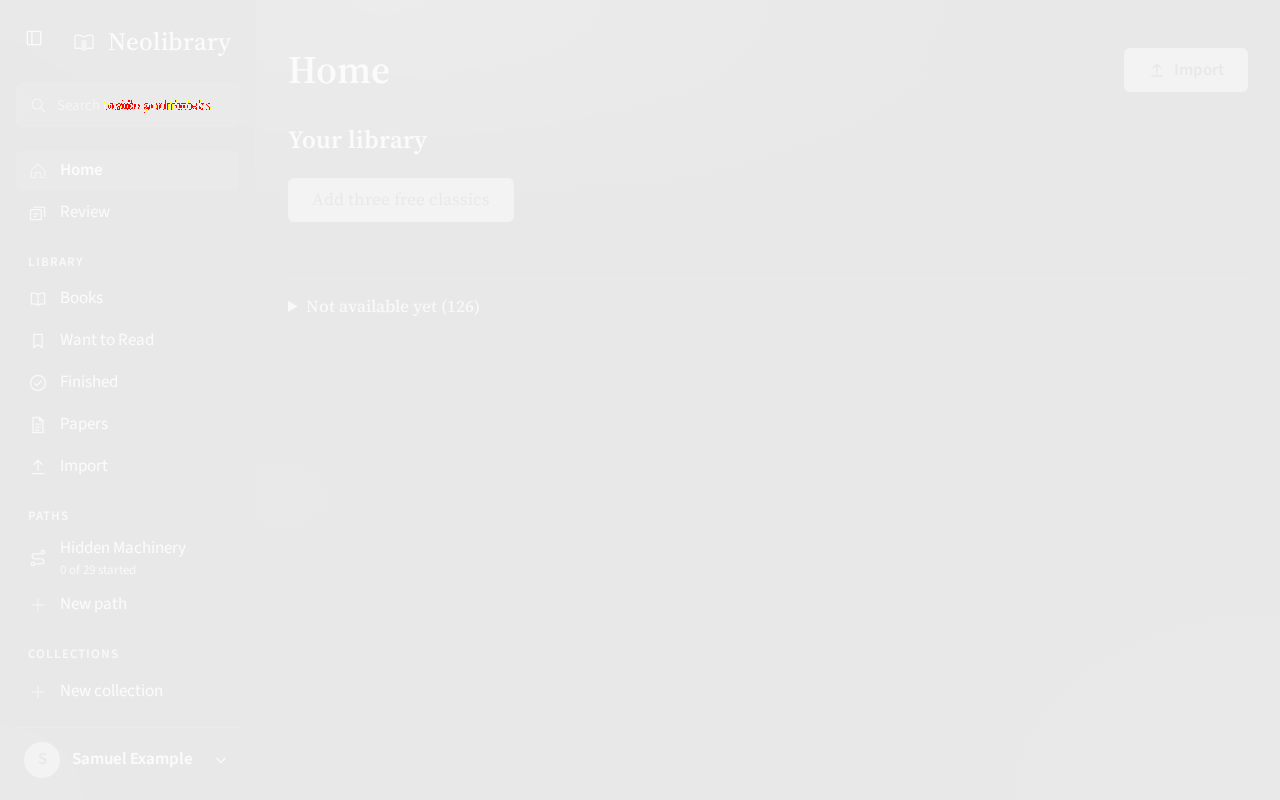 Neolibrary
Search
Home
Review
LIBRARY
Books
Want to Read
Finished
Papers
Import
PATHS
Hidden Machinery
0 of 29 started
New path
COLLECTIONS
New collection
S
Samuel Example
Home
Import
Your library
Add three free classics
Not available yet (126)